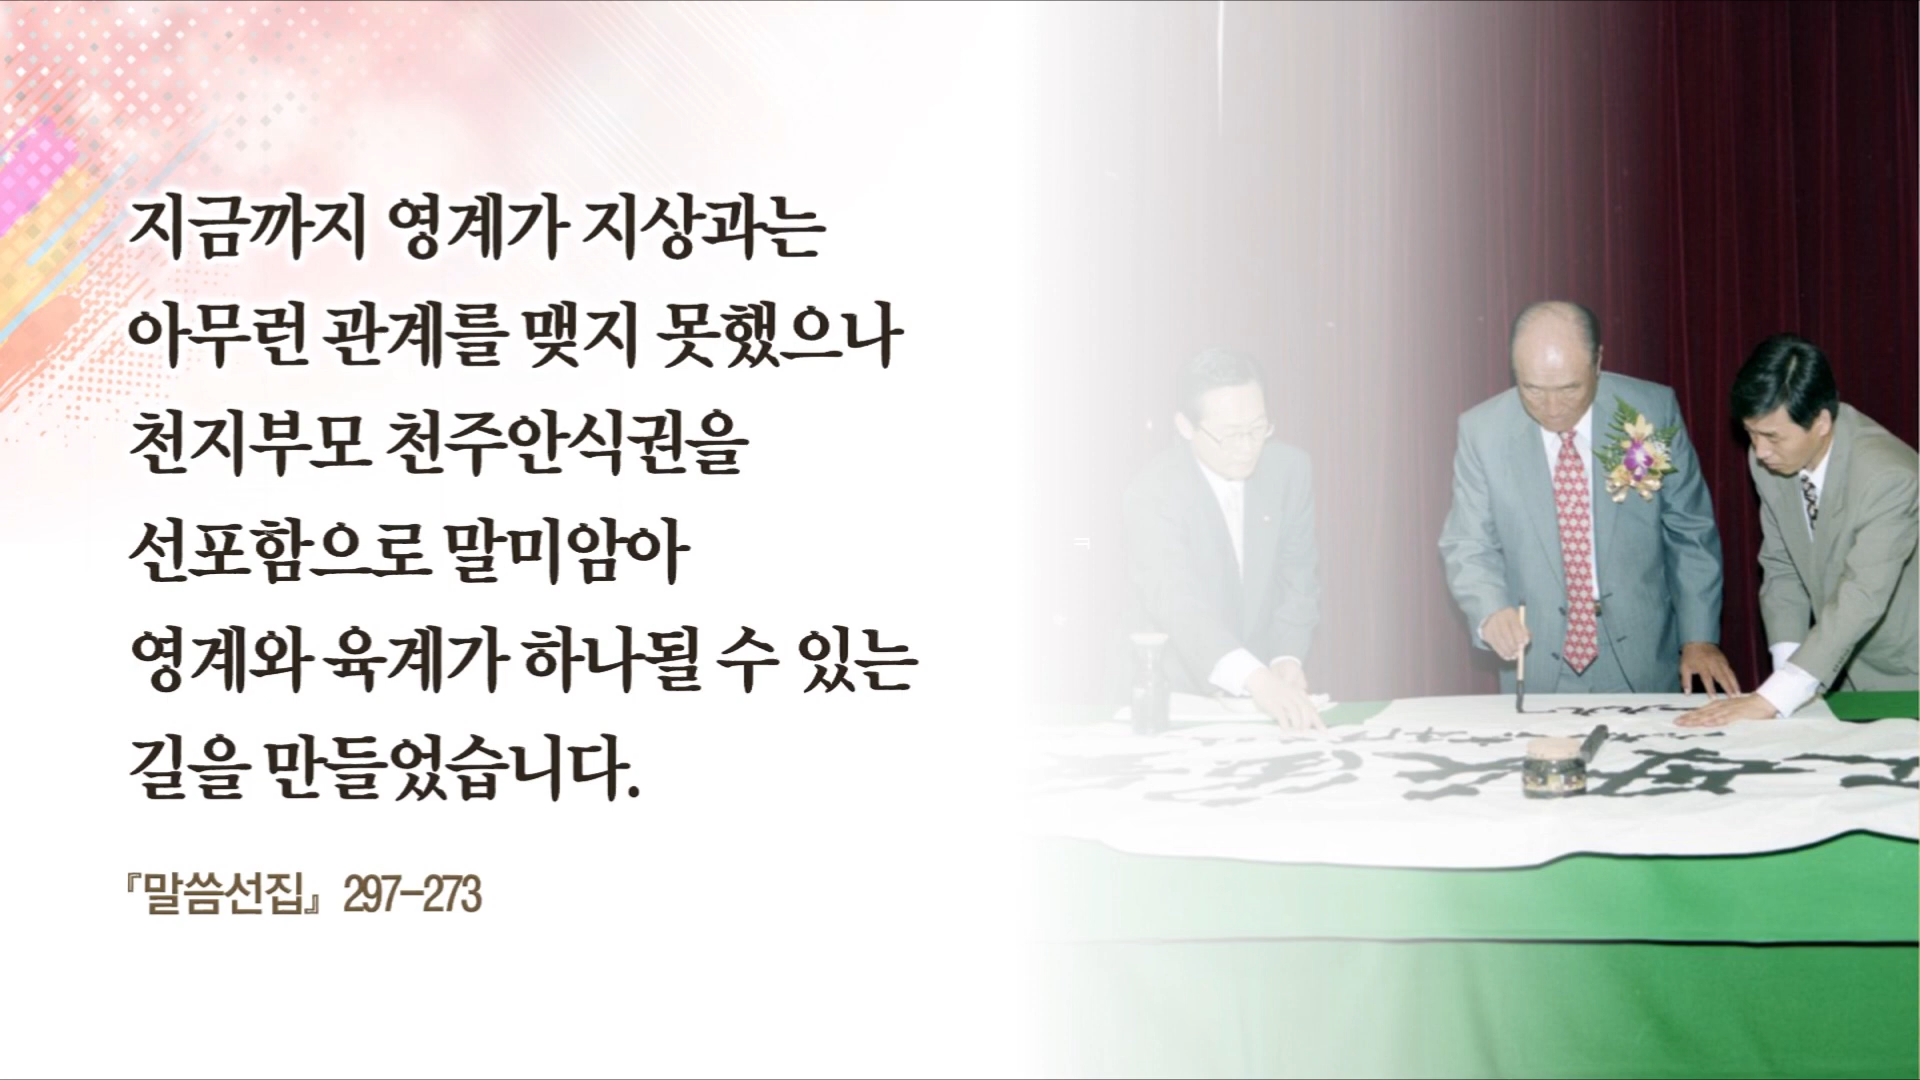 지금까지 영계가 지상과는
아무런 관계를 맺지 못했으나
천지부모 천주안식권을
선포함으로 말미암아
영계와 육계가 하나될 수 있는
길을 만들었습니다.
『말씀선집』 297-273